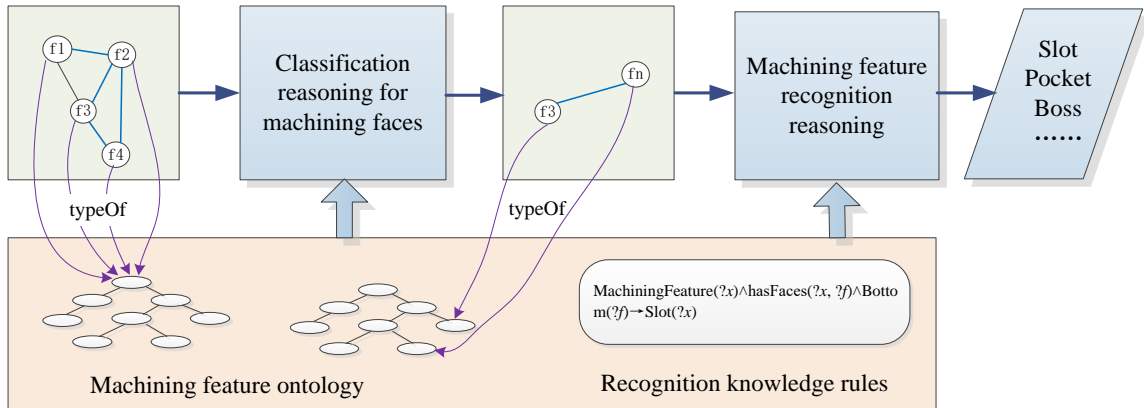 f1
f2
f3
f4
Classification
reasoning for
machining faces
fn
f3
Machining feature
recognition
reasoning
Slot
Pocket
Boss
……
typeOf
typeOf
MachiningFeature(?x)∧hasFaces(?x, ?f)∧Botto
m(?f)→Slot(?x)
Machining feature ontology
Recognition knowledge rules